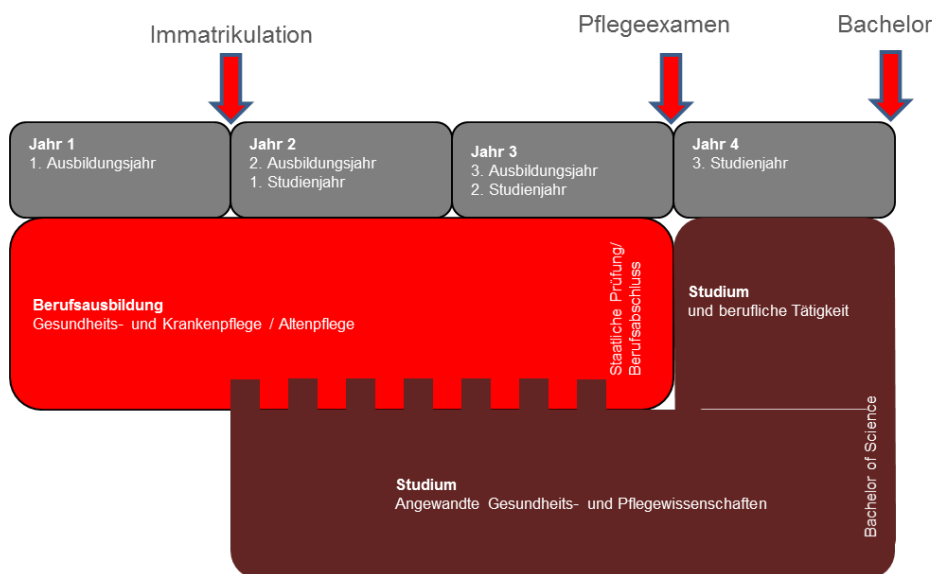 Immatrikulation
Pflegeexamen
Bachelor
Jahr 1
1. Ausbildungsjahr
Jahr 2
2. Ausbildungsjahr
1. Studienjahr
Jahr 3
3. Ausbildungsjahr
2. Studienjahr
Jahr 4
3. Studienjahr
Berufsausbildung
Gesundheits- und Krankenpflege / Altenpflege
Staatliche Prüfung/
Berufsabschluss
Studium
und berufliche Tätigkeit
Studium
Angewandte Gesundheits- und Pflegewissenschaften
Bachelor of Science